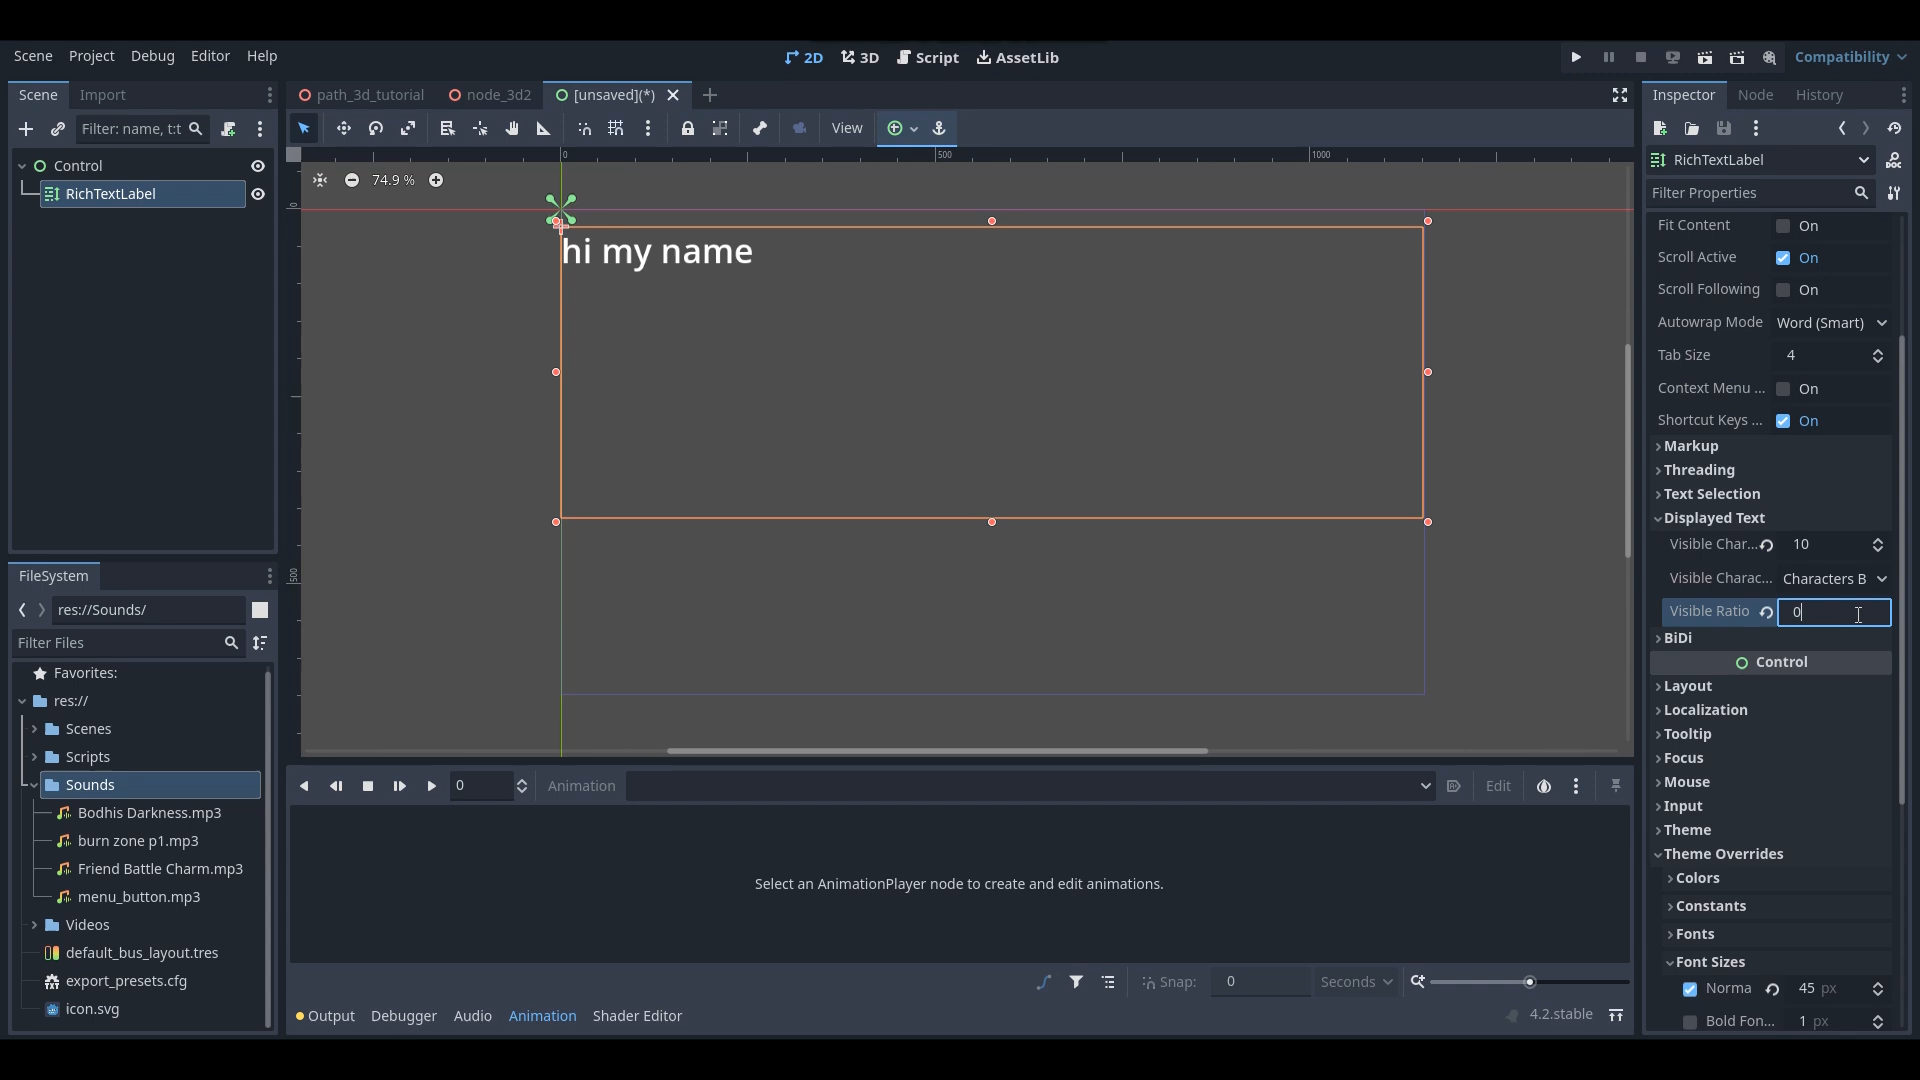 Scene Project Debug Editor Help
2D 3D Script AssetLib
Compatibility
Scene Import
Filter: name, t:t
Control
RichTextLabel
path_3d_tutorial node_3d2 [unsaved](*)
View
0 500 1000
74.9 %
0
500
hi my name
FileSystem
res://Sounds/
Filter Files
Favorites:
res://
Scenes
Scripts
Sounds
Bodhis Darkness.mp3
burn zone p1.mp3
Friend Battle Charm.mp3
menu_button.mp3
Videos
default_bus_layout.tres
export_presets.cfg
icon.svg
0 Animation Edit
Select an AnimationPlayer node to create and edit animations.
Snap: 0 Seconds
Output Debugger Audio Animation Shader Editor 4.2.stable
Inspector Node History
RichTextLabel
Filter Properties
Fit Content On
Scroll Active On
Scroll Following On
Autowrap Mode Word (Smart)
Tab Size 4
Context Menu ... On
Shortcut Keys ... On
Markup
Threading
Text Selection
Displayed Text
Visible Char... 10
Visible Charac... Characters B
Visible Ratio 0
BiDi
Control
Layout
Localization
Tooltip
Focus
Mouse
Input
Theme
Theme Overrides
Colors
Constants
Fonts
Font Sizes
Norma 45 px
Bold Fon... 1 px